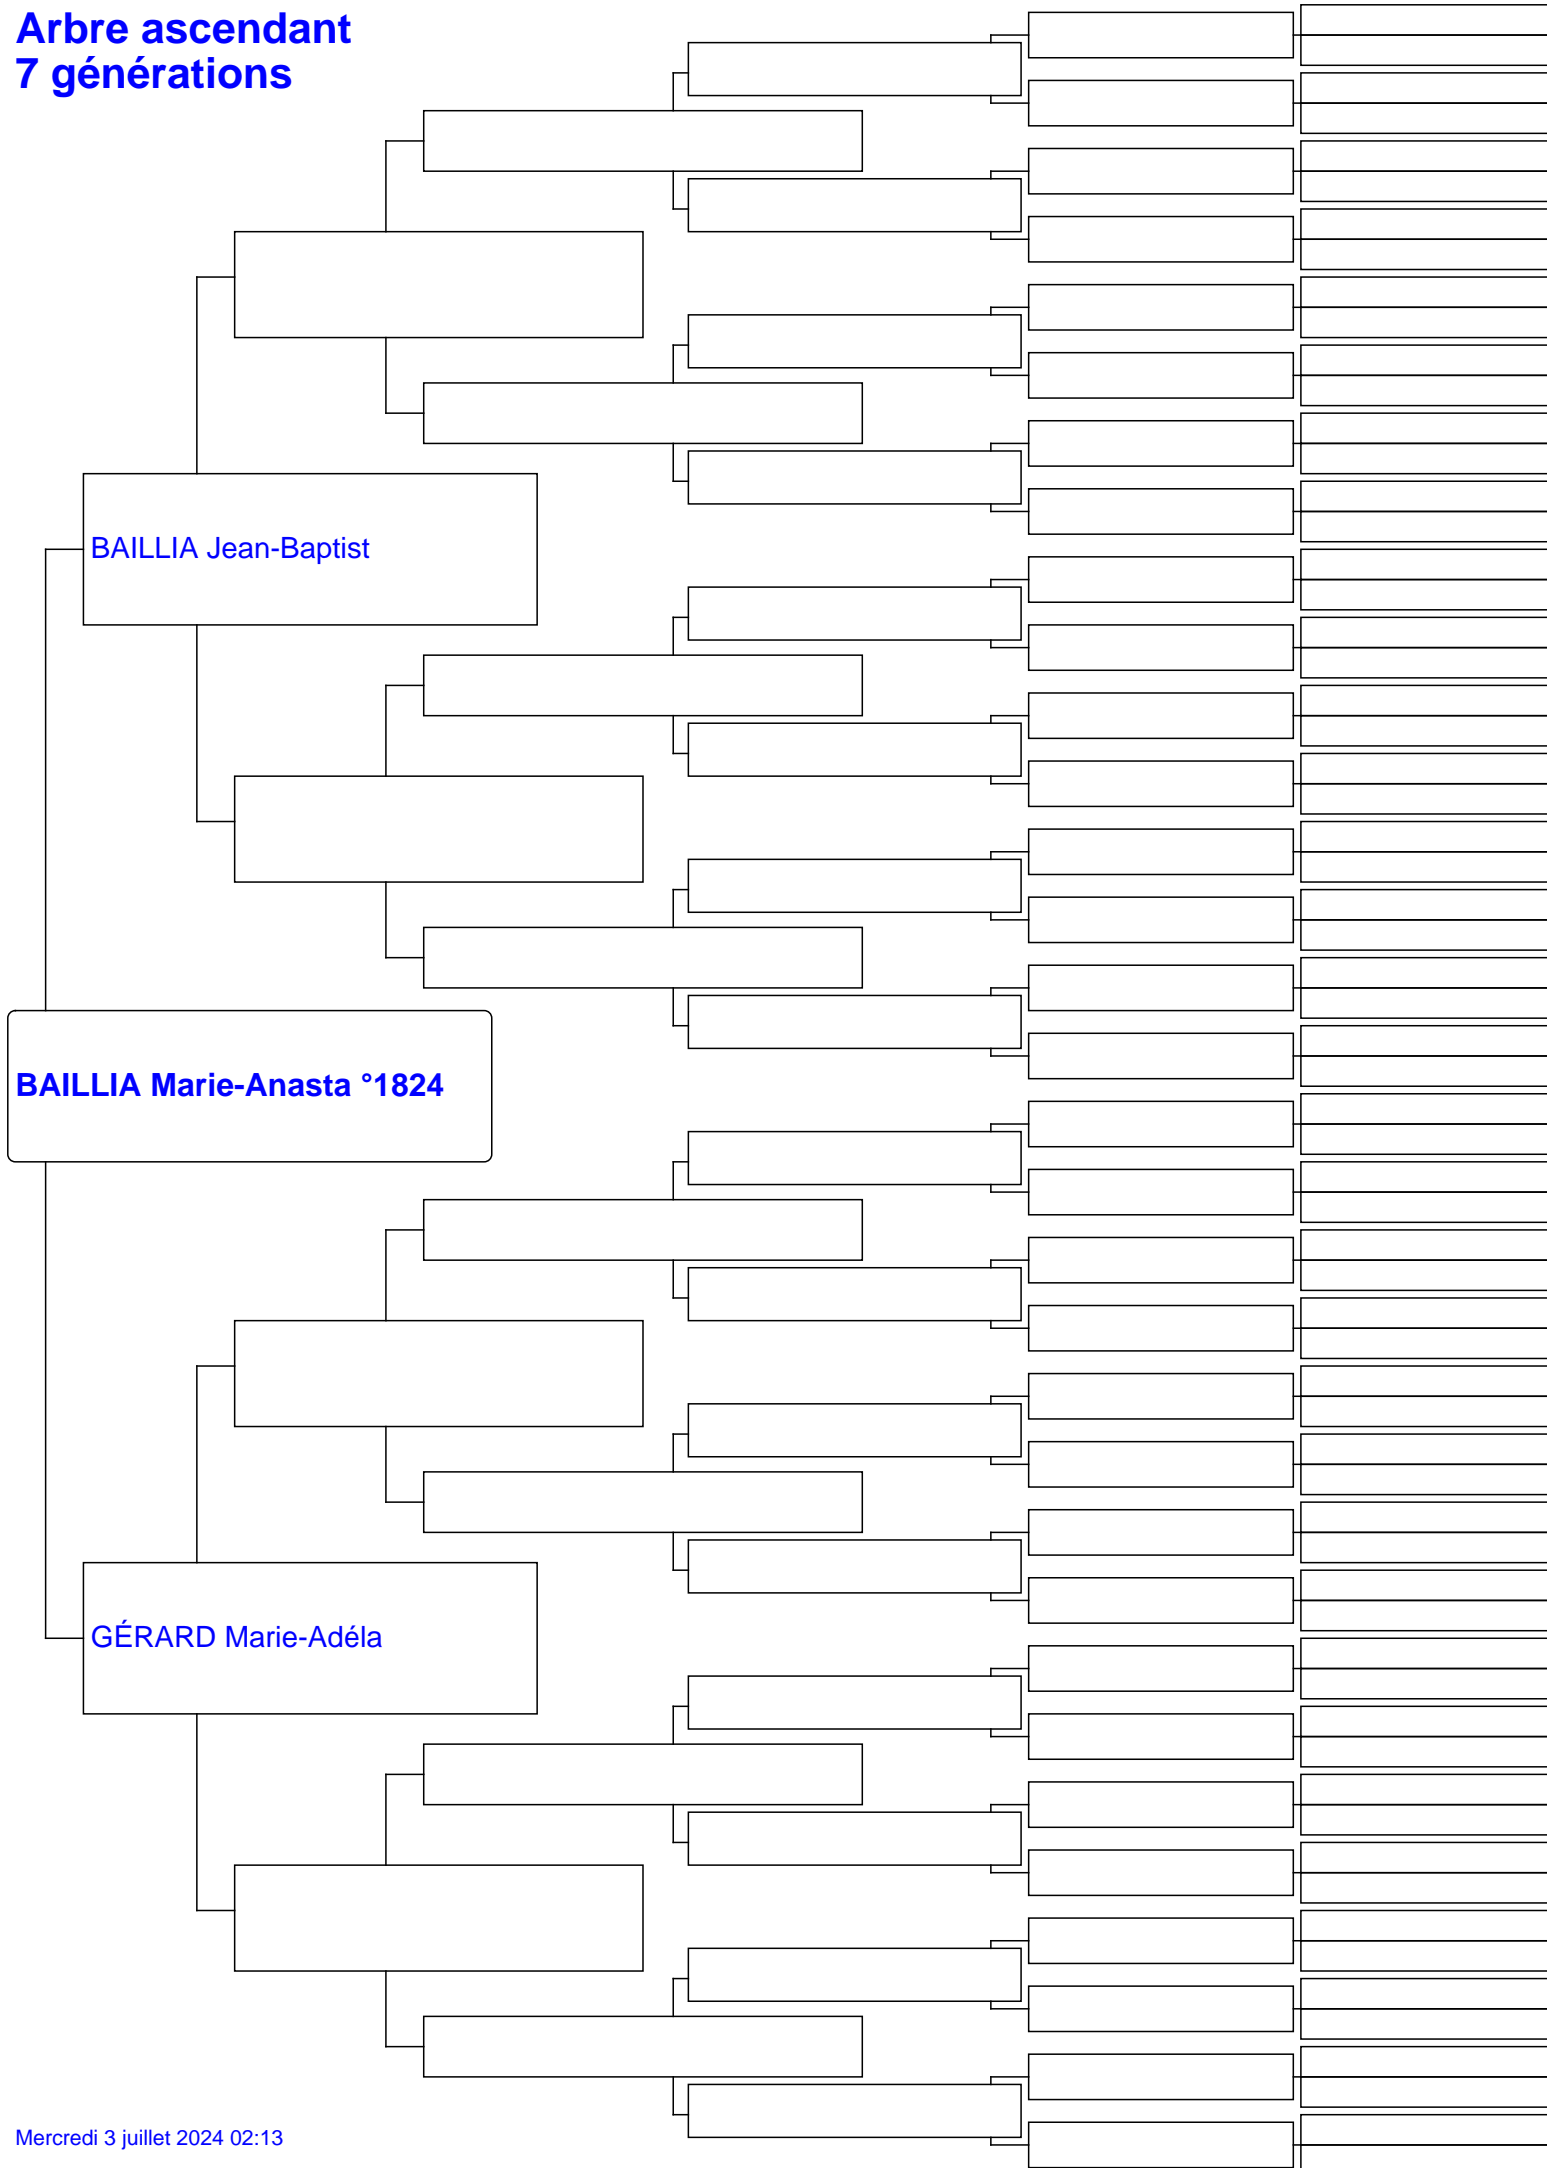 Arbre ascendant
7 générations
BAILLIA Jean-Baptist
BAILLIA Marie-Anasta °1824
GÉRARD Marie-Adéla
Mercredi 3 juillet 2024 02:13